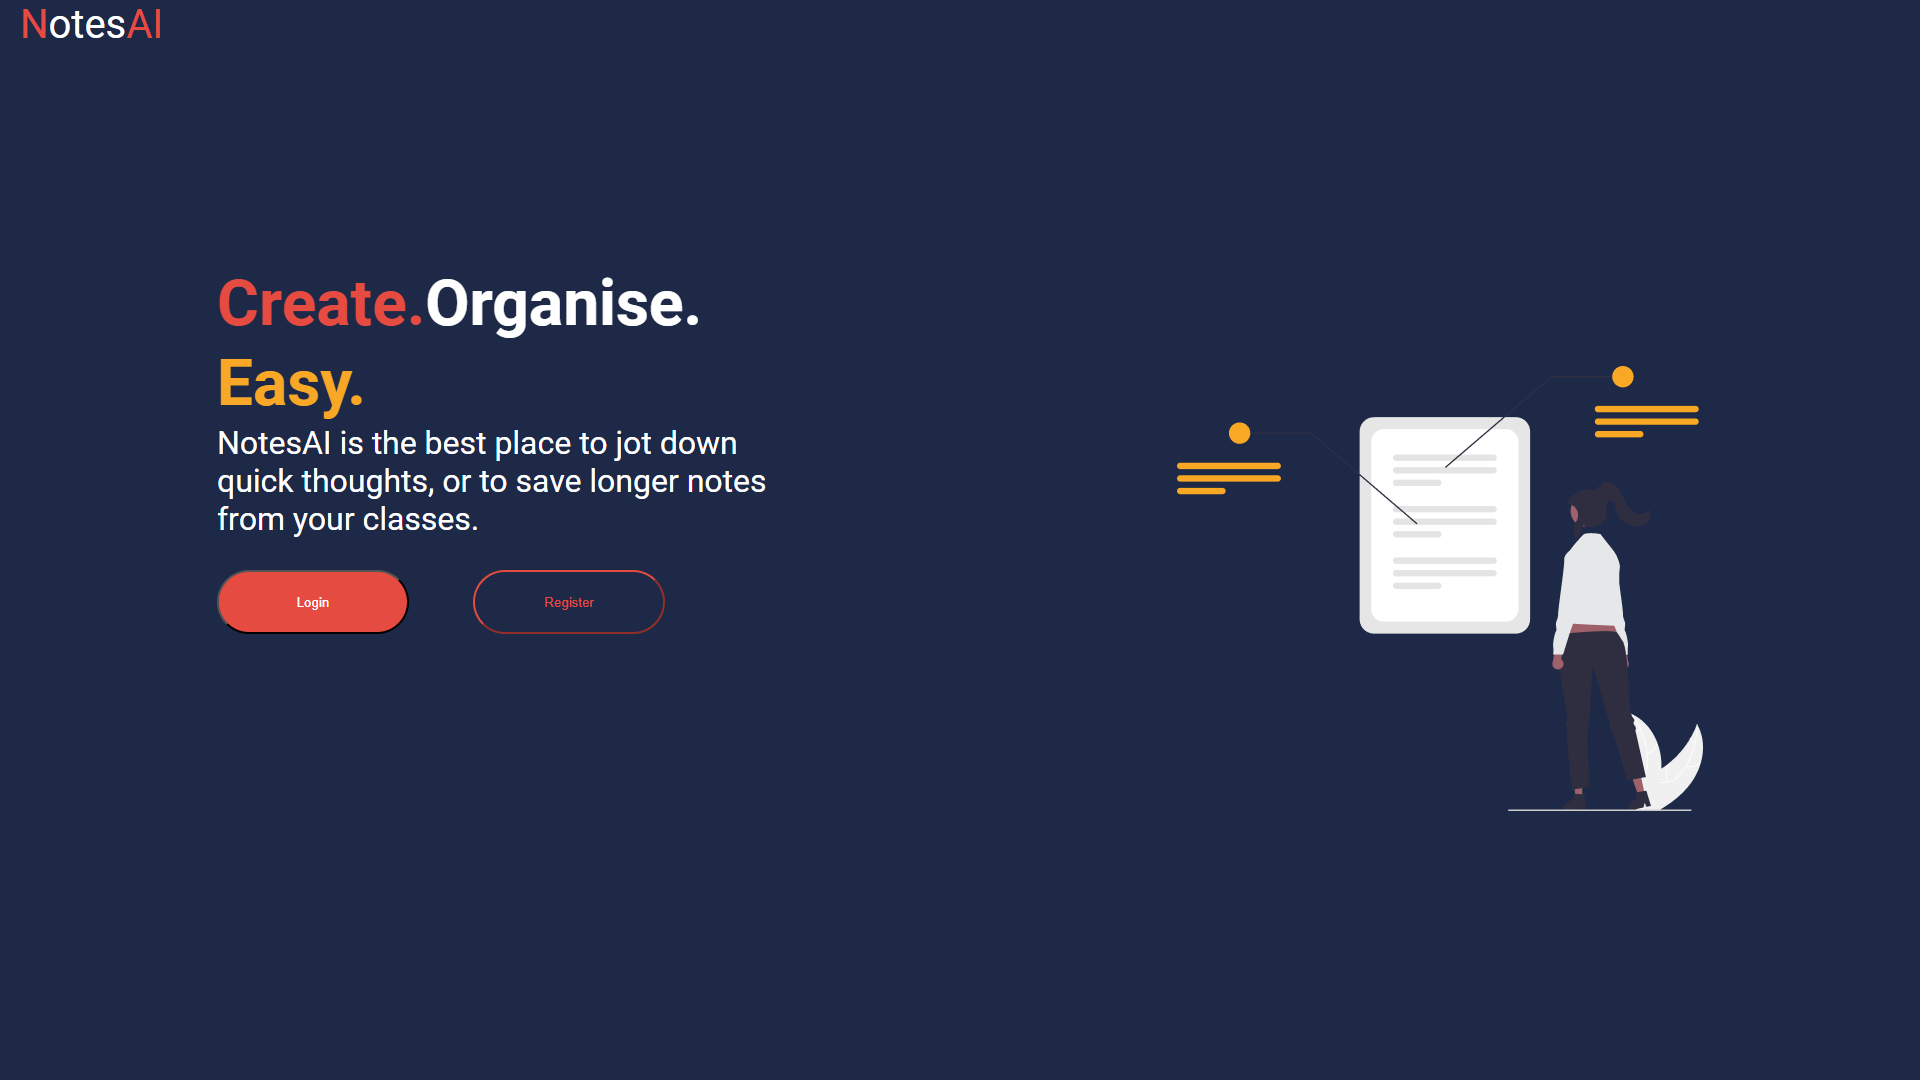 NotesAI
Create.Organise.
Easy.
NotesAI is the best place to jot down
quick thoughts, or to save longer notes
from your classes.
Login
Register